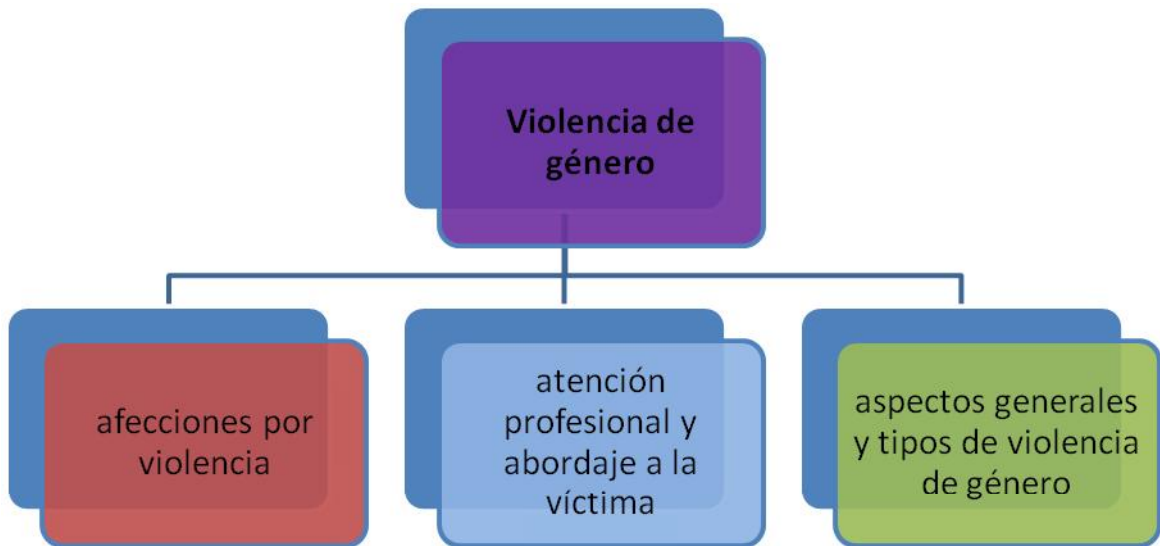 Violencia de
género
afecciones por
violencia
atención
profesional y
abordaje a la
víctima
aspectos generales
y tipos de violencia
de género